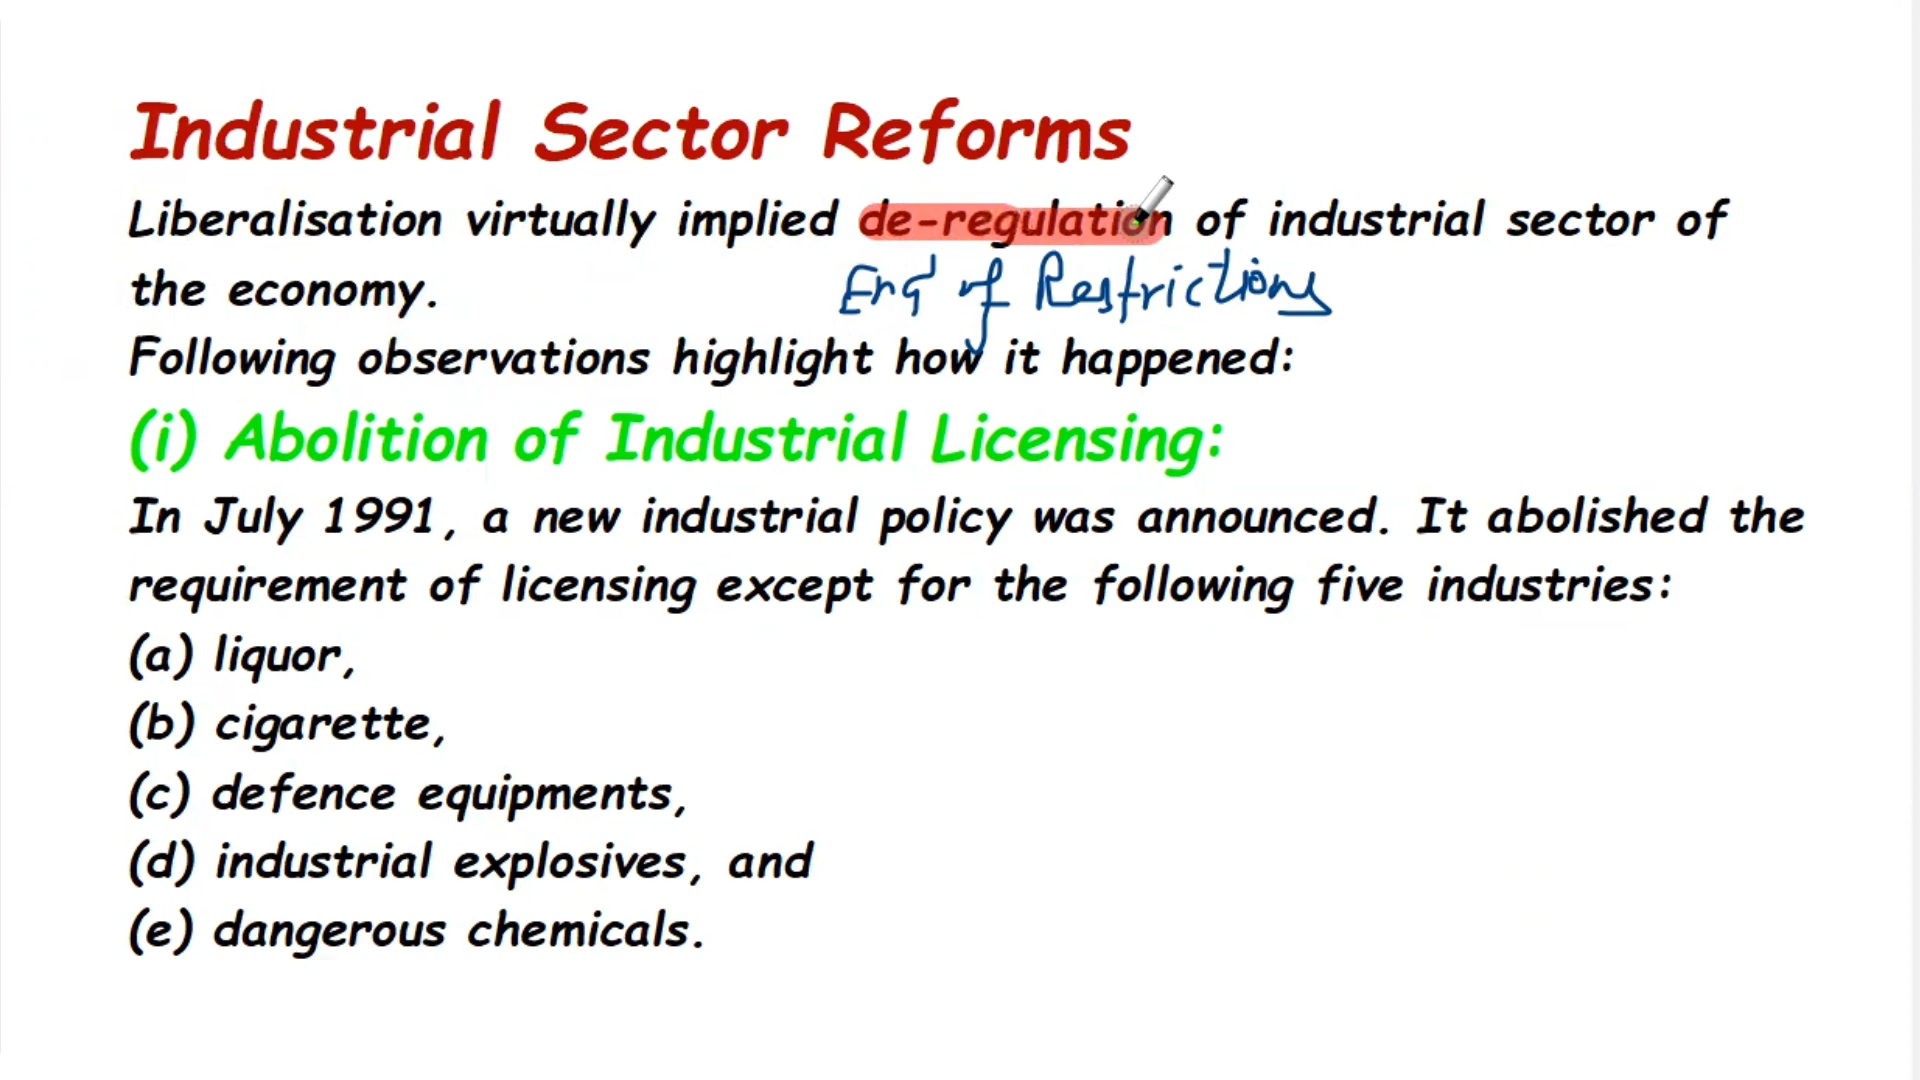 Industrial Sector Reforms
Liberalisation virtually implied de-regulation of industrial sector of
the economy.
End of Restrictions
Following observations highlight how it happened:
(i) Abolition of Industrial Licensing:
In July 1991, a new industrial policy was announced. It abolished the
requirement of licensing except for the following five industries:
(a) liquor,
(b) cigarette,
(c) defence equipments,
(d) industrial explosives, and
(e) dangerous chemicals.